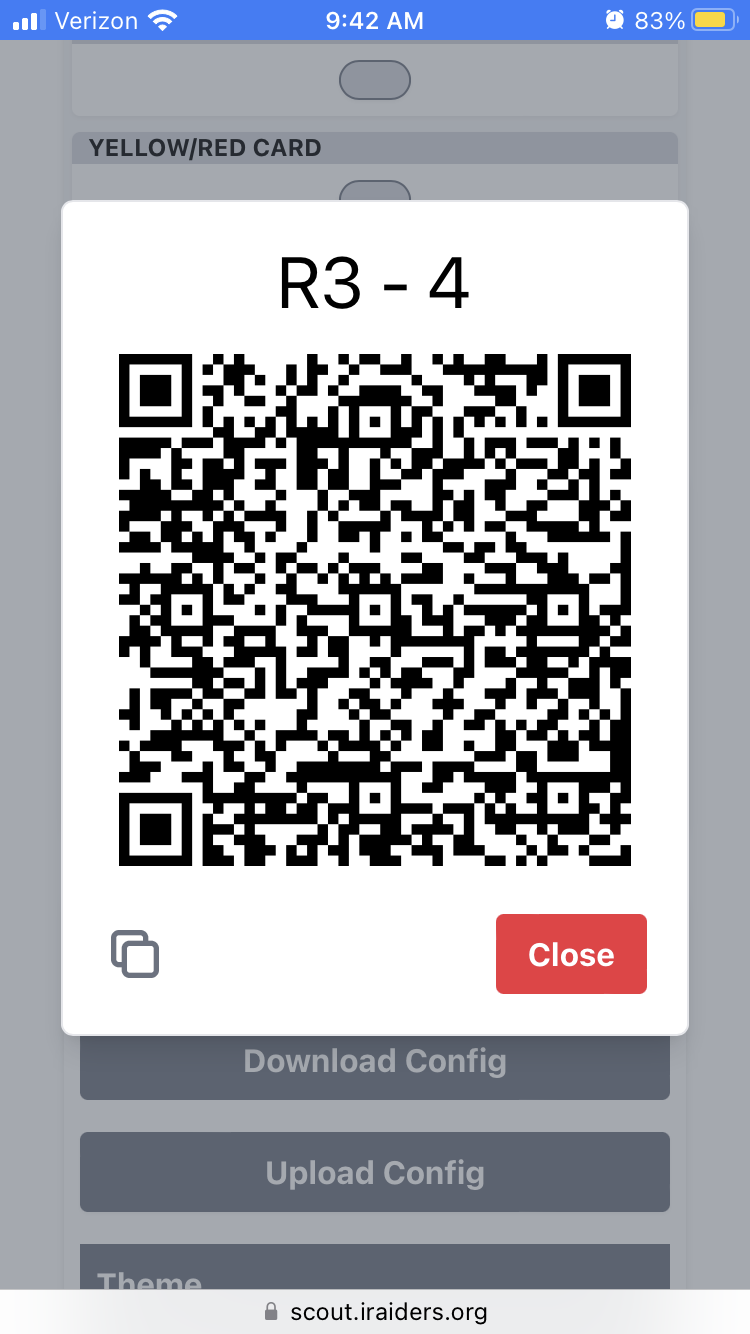 Verizon 9:42 AM 83%
YELLOW/RED CARD
R3 - 4
Close
Download Config
Upload Config
Theme
scout.iraiders.org